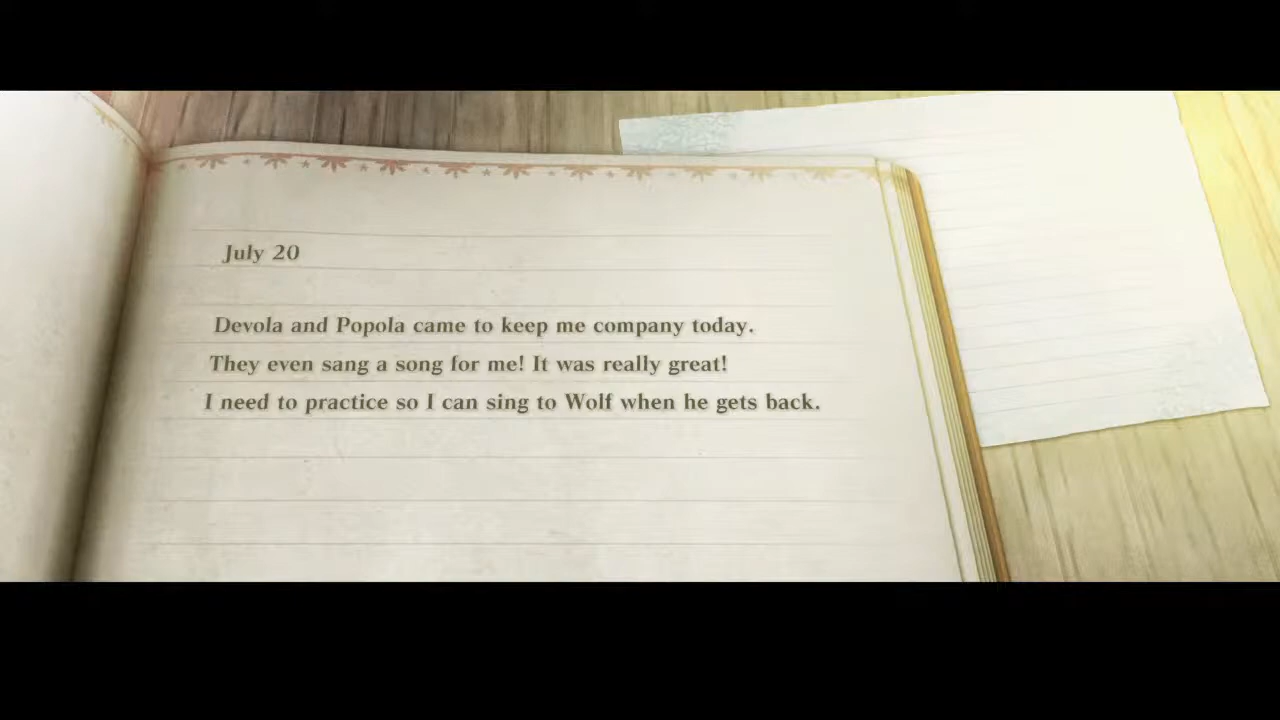 July 20
Devola and Popola came to keep me company today.
They even sang a song for me! It was really great!
I need to practice so I can sing to Wolf when he gets back.